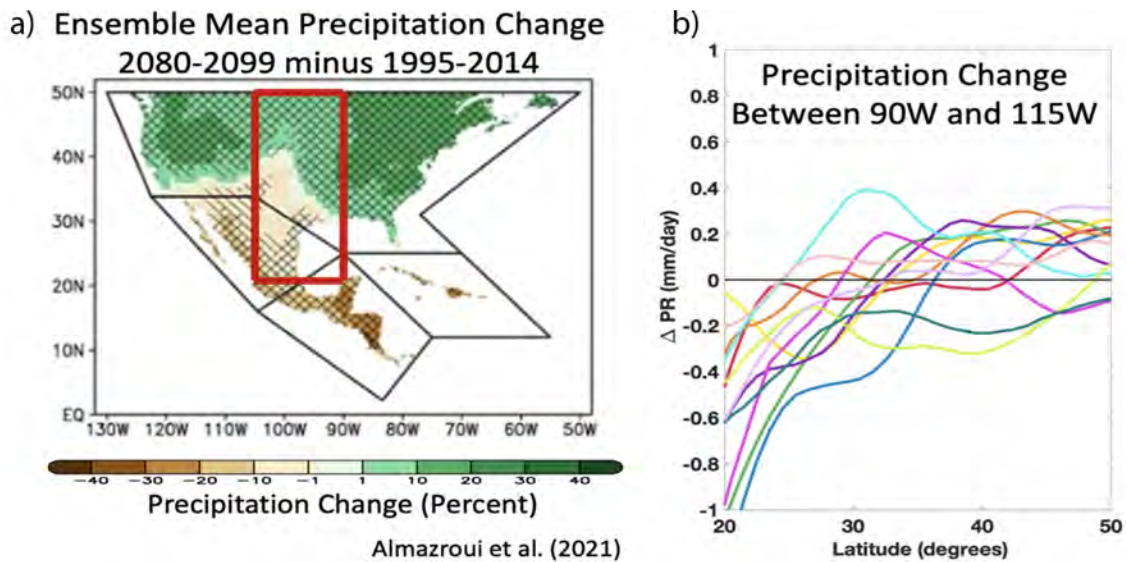 a) Ensemble Mean Precipitation Change
2080-2099 minus 1995-2014
50N
40N
30N
20N
10N
EQ
130W 120W 110W 100W 90W 80W 70W 60W 50W
-40 -30 -20 -10 -1 1 10 20 30 40
Precipitation Change (Percent)
Almazroui et al. (2021)
b)
Precipitation Change
Between 90W and 115W
1
0.8
0.6
0.4
0.2
0
-0.2
-0.4
-0.6
-0.8
-1
Δ PR (mm/day)
20 30 40 50
Latitude (degrees)